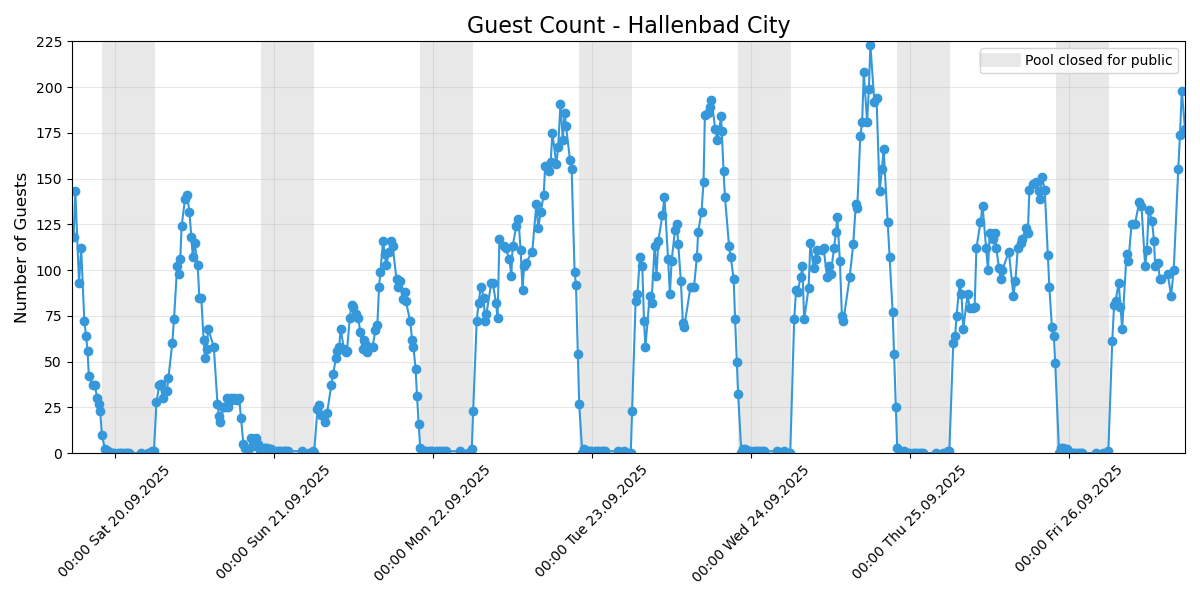 Guest Count - Hallenbad City
Pool closed for public
Number of Guests
225
200
175
150
125
100
75
50
25
0
00:00 Sat 20.09.2025
00:00 Sun 21.09.2025
00:00 Mon 22.09.2025
00:00 Tue 23.09.2025
00:00 Wed 24.09.2025
00:00 Thu 25.09.2025
00:00 Fri 26.09.2025